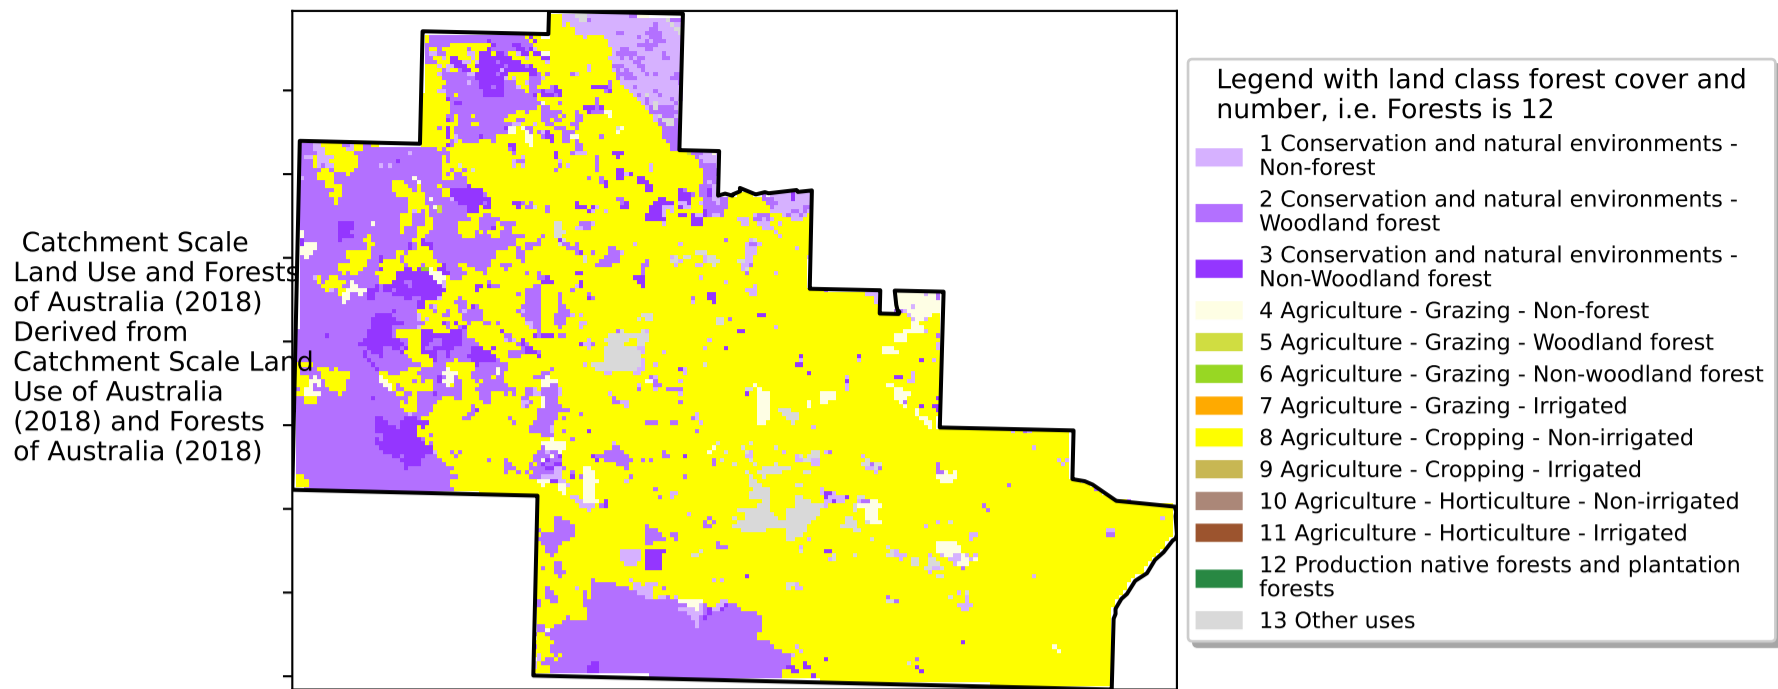 Catchment Scale
Land Use and Forests
of Australia (2018)
Derived from
Catchment Scale Land
Use of Australia
(2018) and Forests
of Australia (2018)
Legend with land class forest cover and
number, i.e. Forests is 12
1 Conservation and natural environments -
Non-forest
2 Conservation and natural environments -
Woodland forest
3 Conservation and natural environments -
Non-Woodland forest
4 Agriculture - Grazing - Non-forest
5 Agriculture - Grazing - Woodland forest
6 Agriculture - Grazing - Non-woodland forest
7 Agriculture - Grazing - Irrigated
8 Agriculture - Cropping - Non-irrigated
9 Agriculture - Cropping - Irrigated
10 Agriculture - Horticulture - Non-irrigated
11 Agriculture - Horticulture - Irrigated
12 Production native forests and plantation
forests
13 Other uses